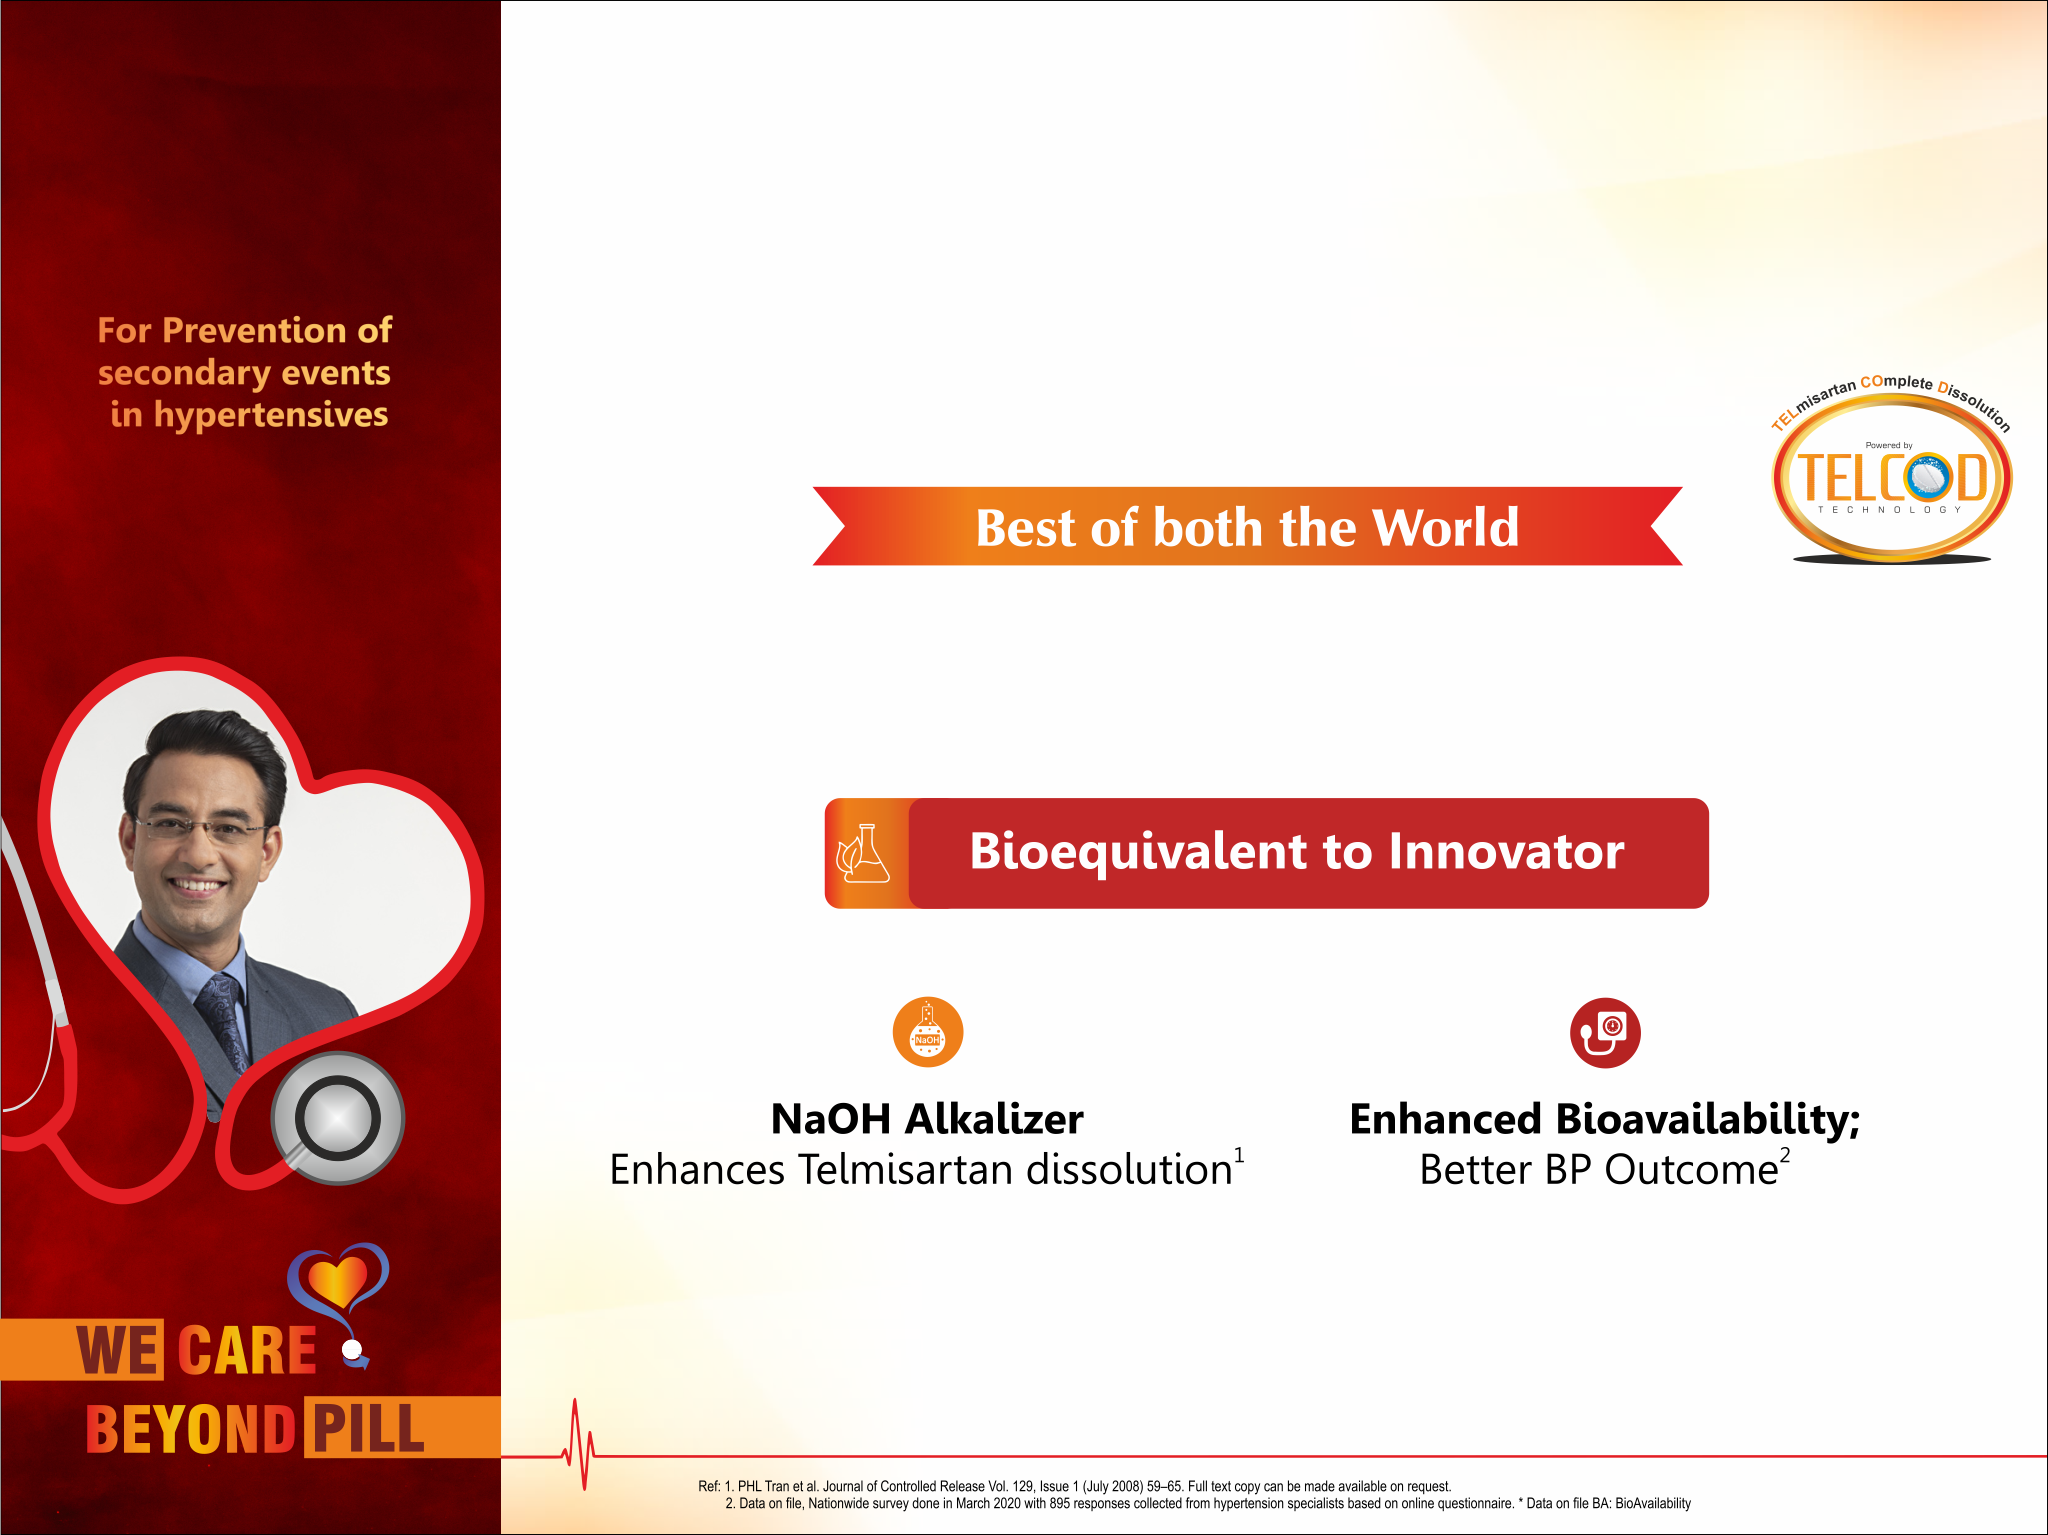 For Prevention of
secondary events
in hypertensives
TELmisartan COmplete Dissolution
Powered by
TELCOD
TECHNOLOGY
Best of both the World
Bioequivalent to Innovator
NaOH
NaOH Alkalizer
Enhances Telmisartan dissolution1
Enhanced Bioavailability;
Better BP Outcome2
WE CARE
BEYOND PILL
Ref: 1. PHL Tran et al. Journal of Controlled Release Vol. 129, Issue 1 (July 2008) 59–65. Full text copy can be made available on request.
2. Data on file, Nationwide survey done in March 2020 with 895 responses collected from hypertension specialists based on online questionnaire. * Data on file BA: BioAvailability